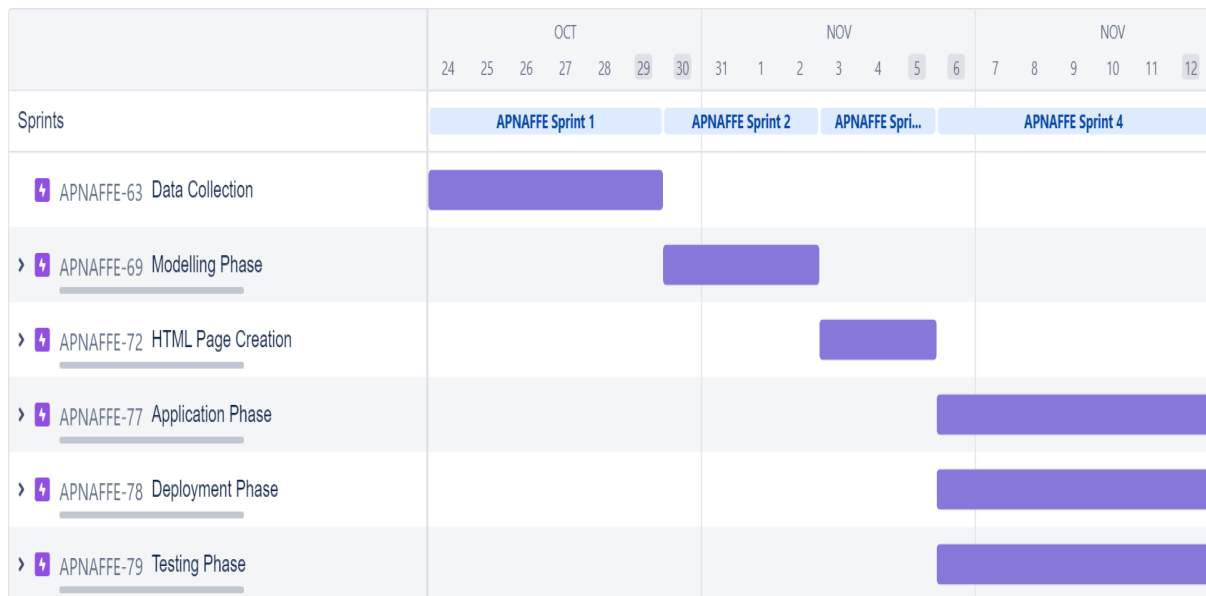 OCT NOV NOV
24 25 26 27 28 29 30 31 1 2 3 4 5 6 7 8 9 10 11 12
Sprints APNAFFE Sprint 1 APNAFFE Sprint 2 APNAFFE Spri... APNAFFE Sprint 4
APNAFFE-63 Data Collection
APNAFFE-69 Modelling Phase
APNAFFE-72 HTML Page Creation
APNAFFE-77 Application Phase
APNAFFE-78 Deployment Phase
APNAFFE-79 Testing Phase